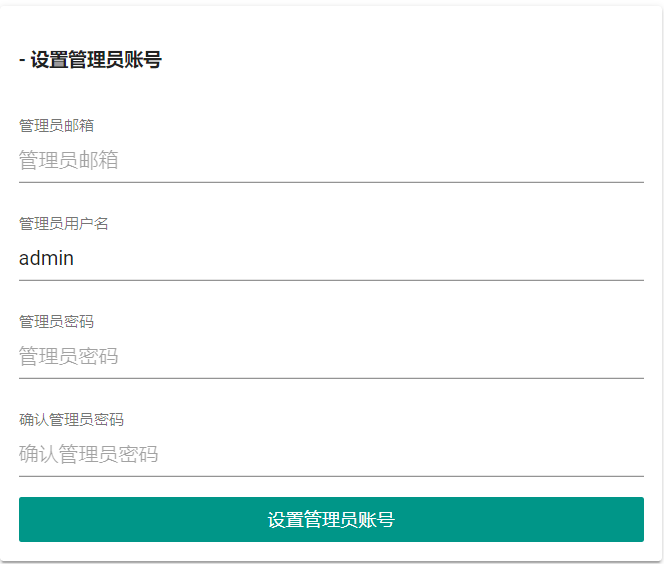 - 设置管理员账号
管理员邮箱
管理员邮箱
管理员用户名
admin
管理员密码
管理员密码
确认管理员密码
确认管理员密码
设置管理员账号